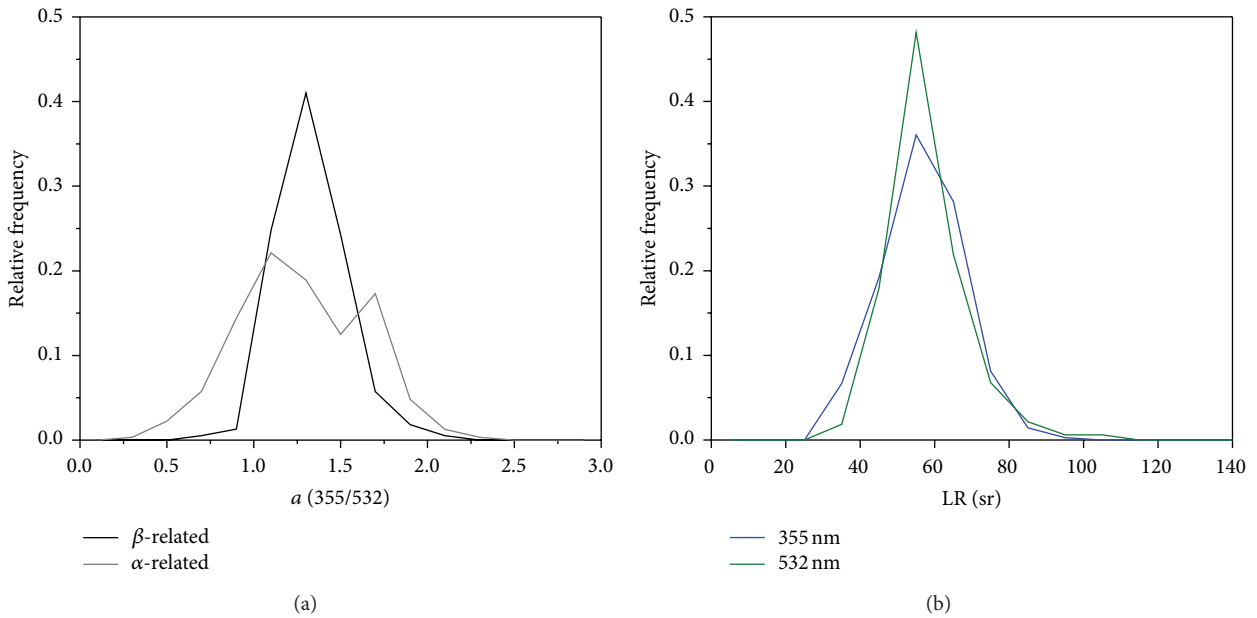 0.5
0.4
0.3
0.2
0.1
0.0
Relative frequency
0.0 0.5 1.0 1.5 2.0 2.5 3.0
a (355/532)
β-related
α-related
(a)
0.5
0.4
0.3
0.2
0.1
0.0
Relative frequency
0 20 40 60 80 100 120 140
LR (sr)
355 nm
532 nm
(b)